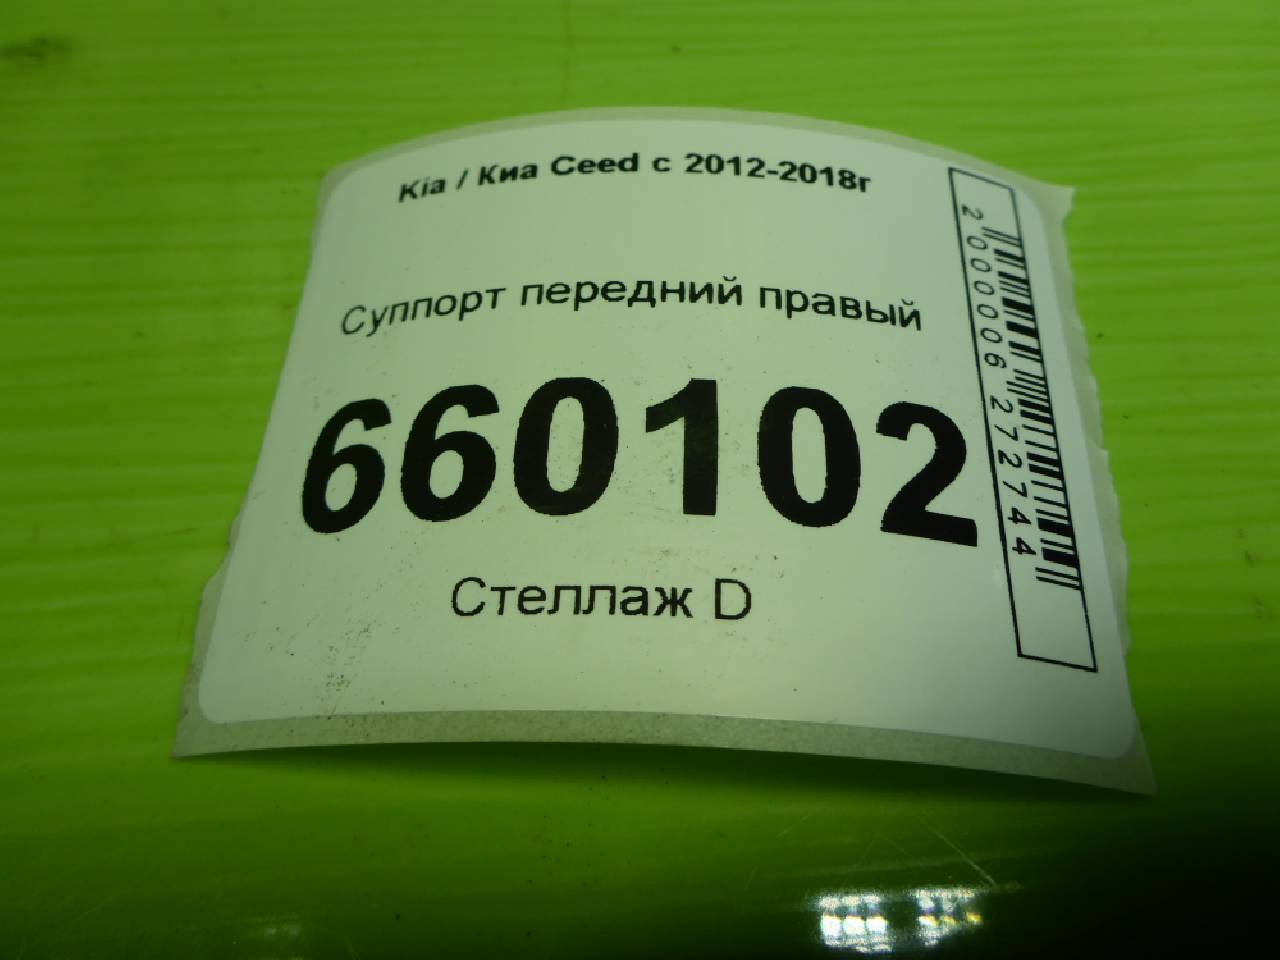 Kia / Киа Ceed с 2012-2018г
Суппорт передний правый
660102
Стеллаж D
2000006272744